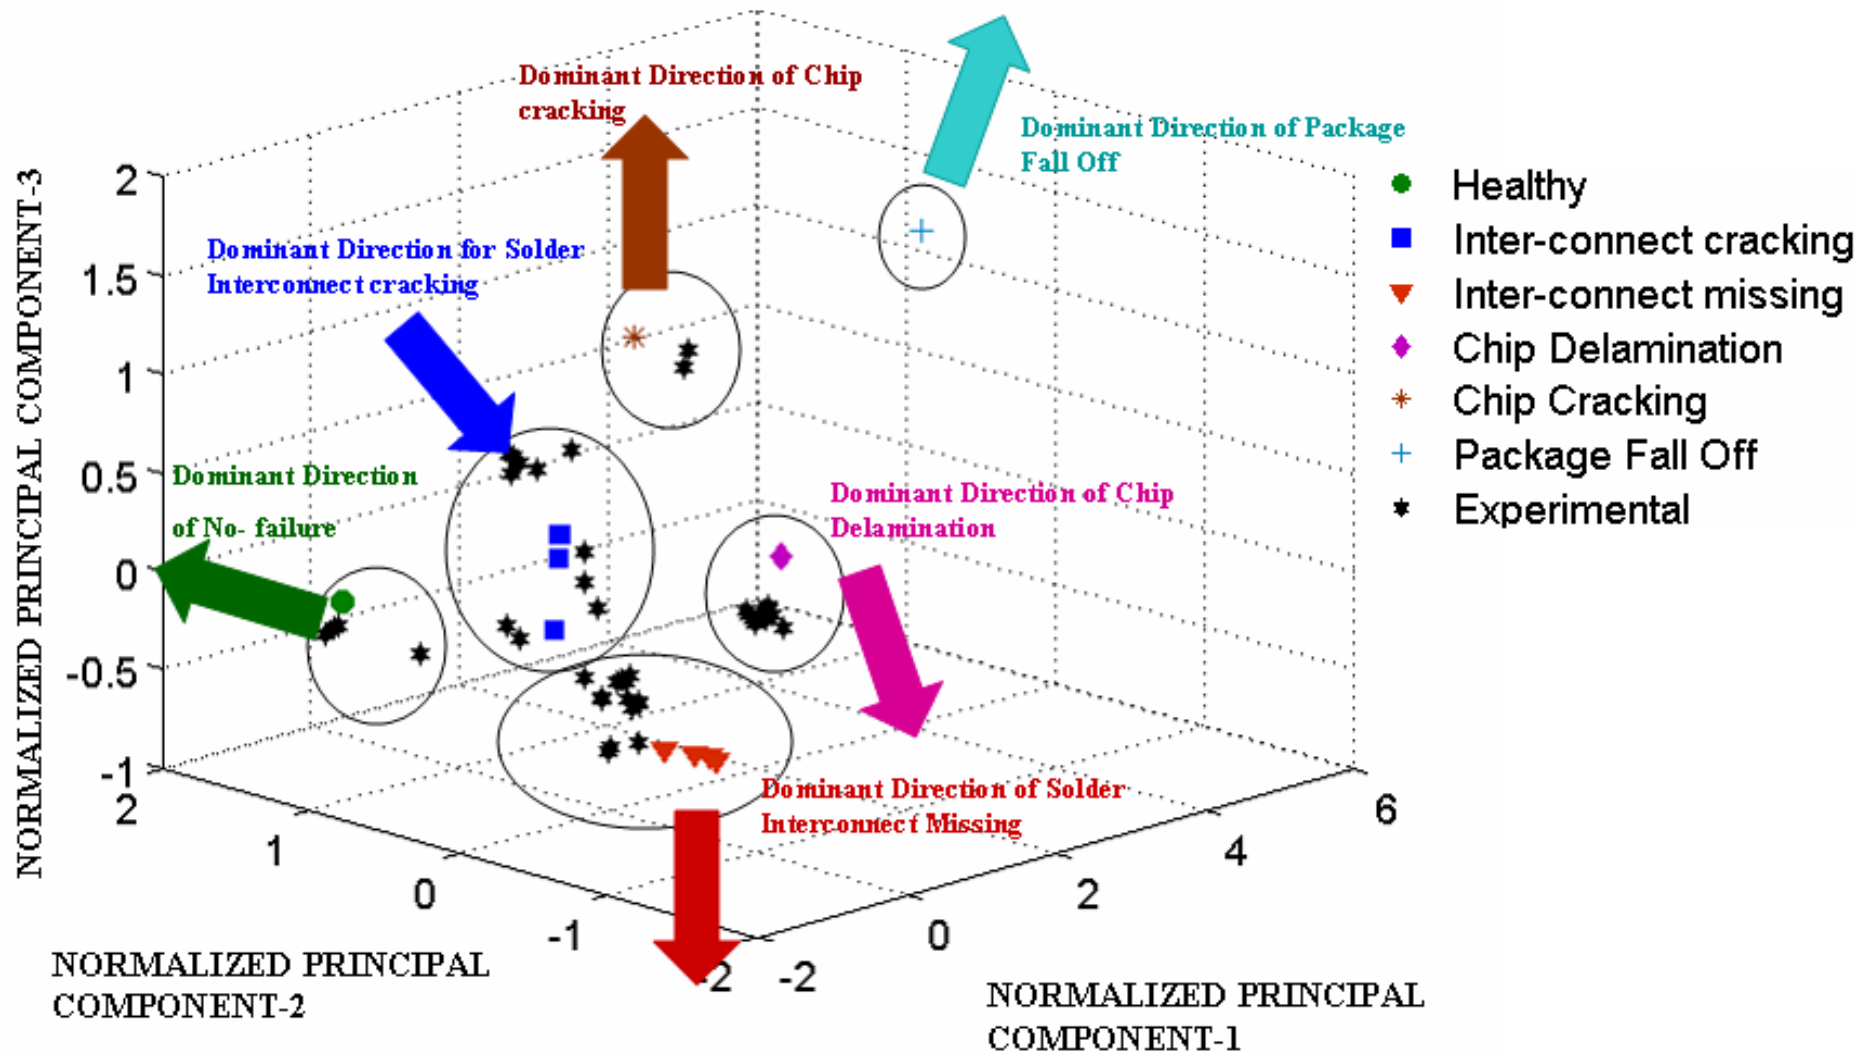 Dominant Direction of Chip
cracking
Dominant Direction of Package
Fall Off
Dominant Direction for Solder
Interconnect cracking
Dominant Direction
of No- failure
Dominant Direction of Chip
Delamination
Dominant Direction of Solder
Interconnect Missing
Healthy
Inter-connect cracking
Inter-connect missing
Chip Delamination
Chip Cracking
Package Fall Off
Experimental
NORMALIZED PRINCIPAL COMPONENT-3
2
1.5
1
0.5
0
-0.5
-1
2
1
0
-1
-2
-2
0
2
4
6
NORMALIZED PRINCIPAL
COMPONENT-2
NORMALIZED PRINCIPAL
COMPONENT-1